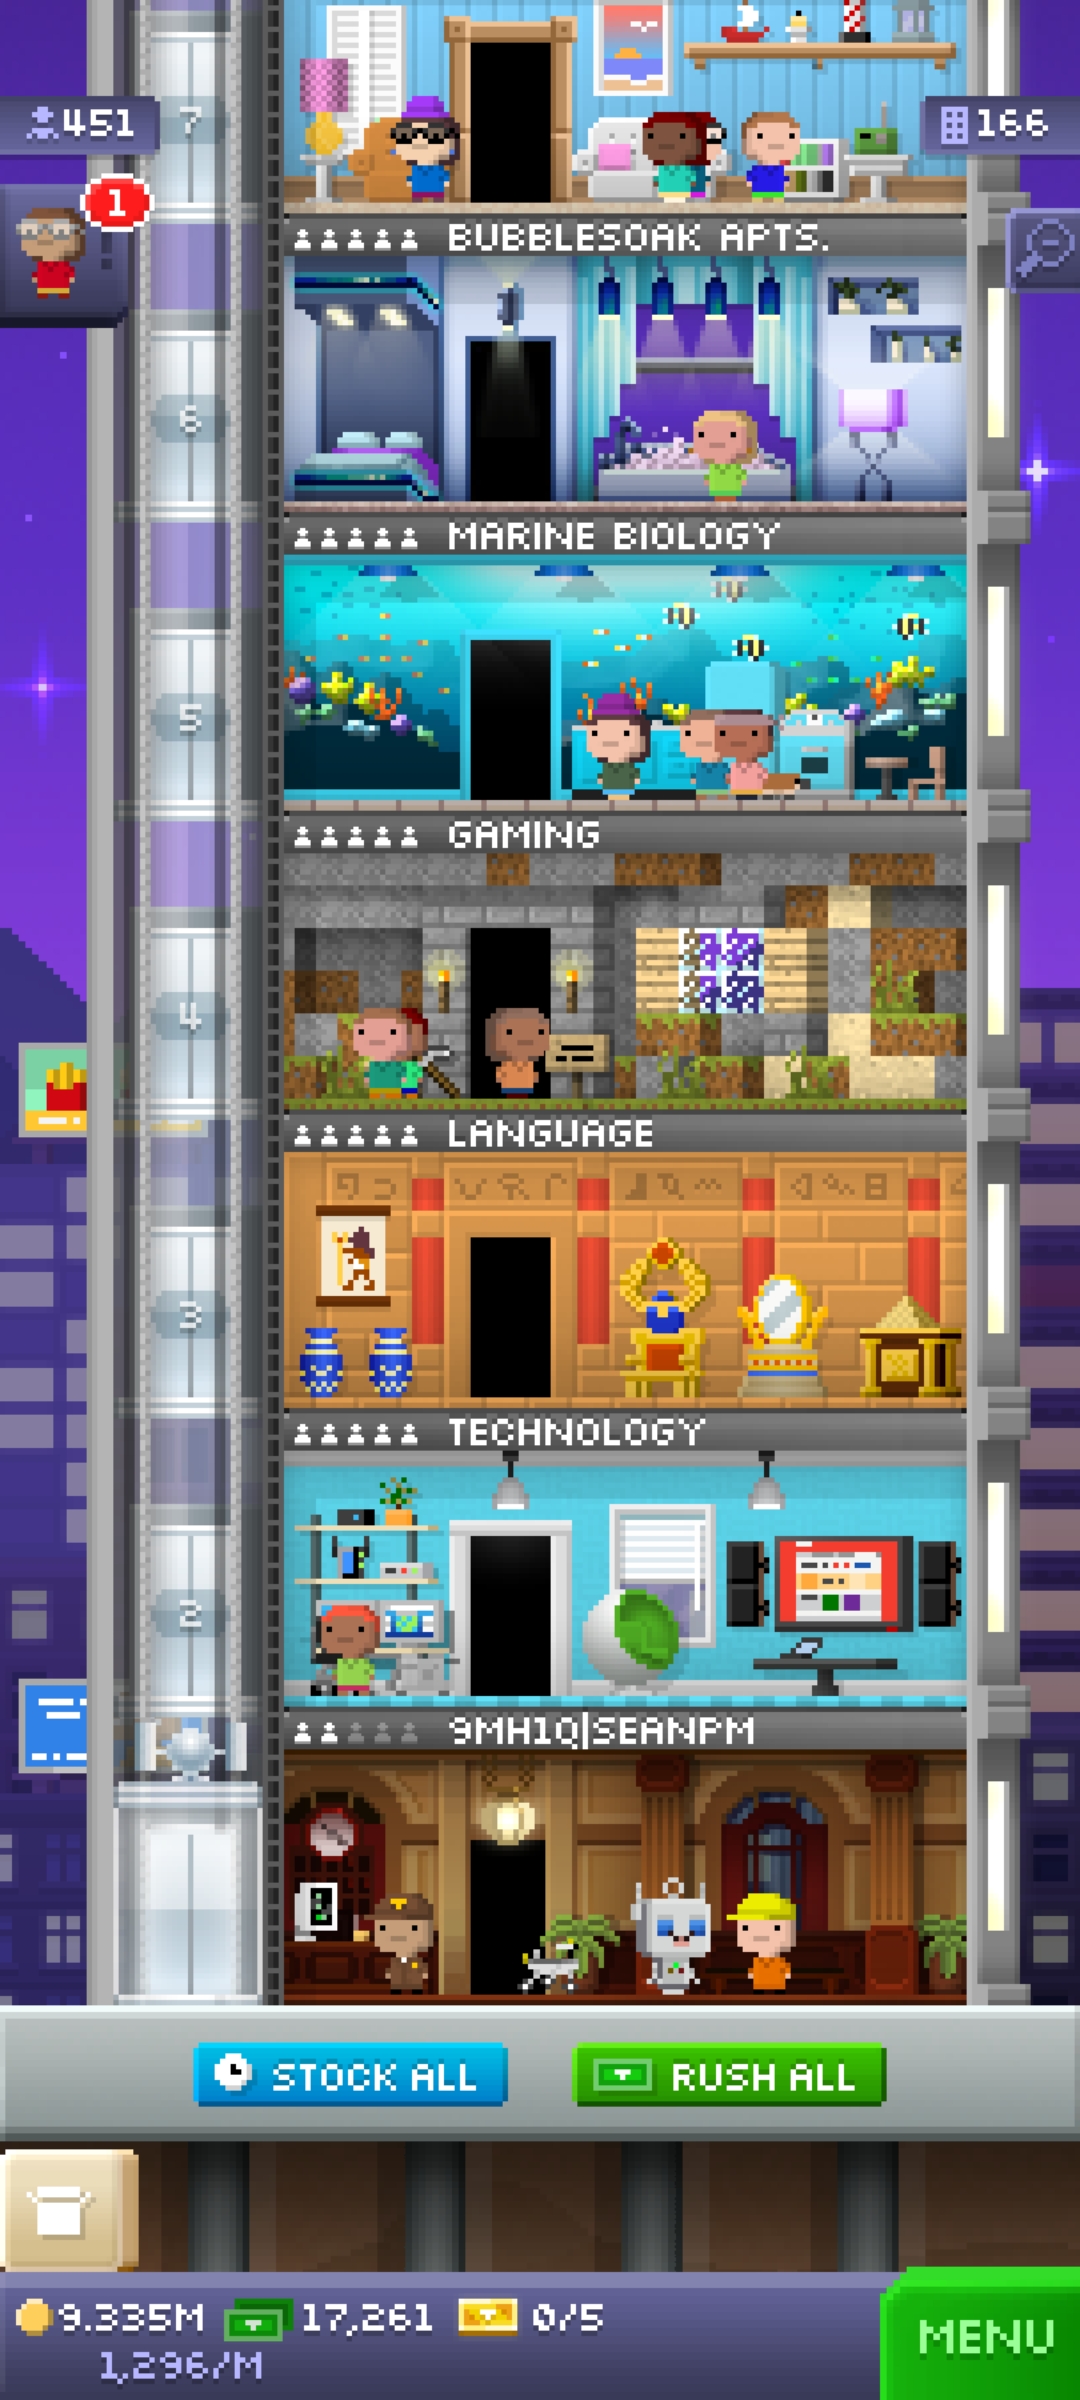 7
451
166
1
BUBBLESOAK APTS.
6
MARINE BIOLOGY
5
GAMING
4
LANGUAGE
3
TECHNOLOGY
2
9MH1Q|SEANPM
STOCK ALL
RUSH ALL
9.335M
17,261
0/5
1,296/M
MENU